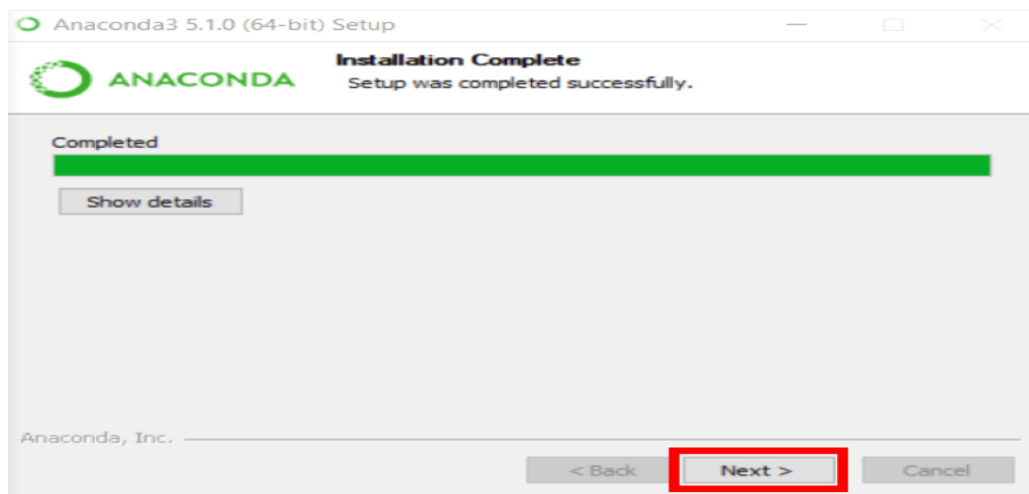 Anaconda3 5.1.0 (64-bit) Setup
ANACONDA
Installation Complete
Setup was completed successfully.
Completed
Show details
Anaconda, Inc.
< Back
Next >
Cancel